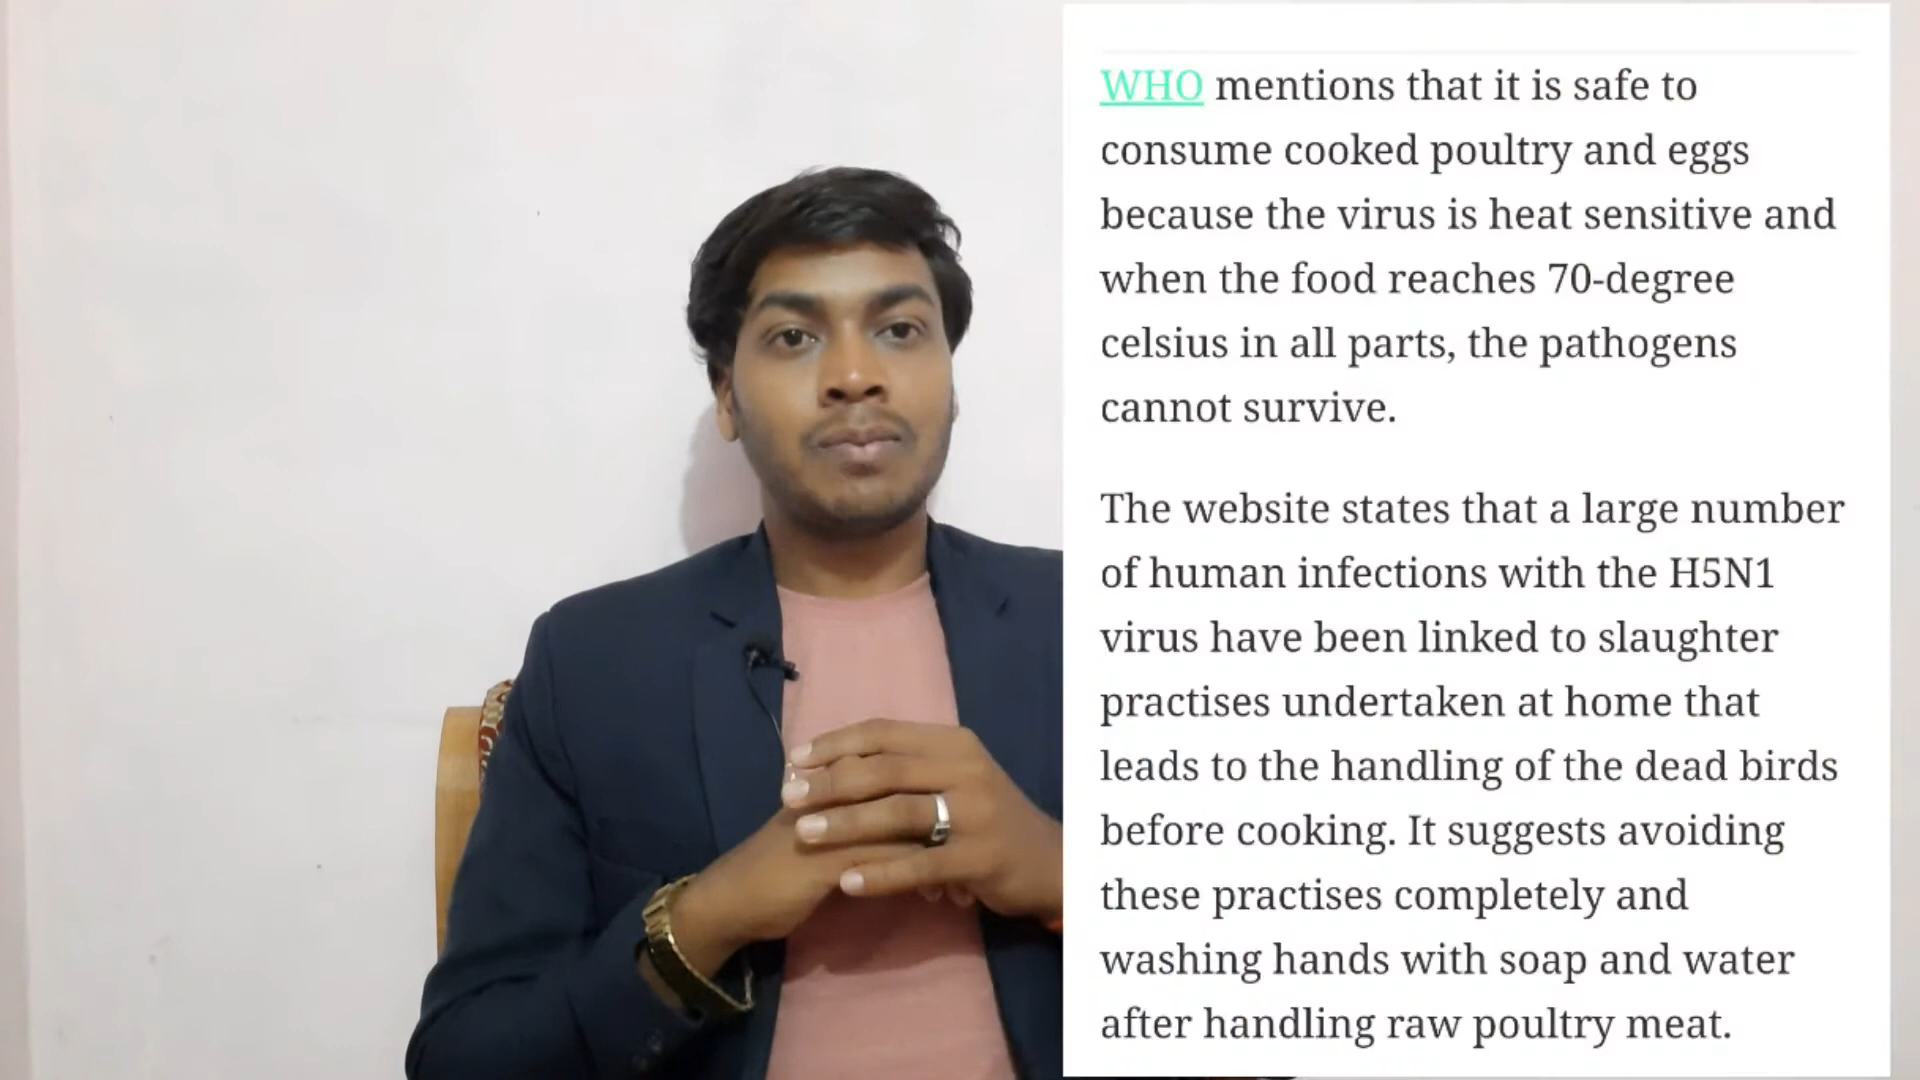 WHO mentions that it is safe to
consume cooked poultry and eggs
because the virus is heat sensitive and
when the food reaches 70-degree
celsius in all parts, the pathogens
cannot survive.
The website states that a large number
of human infections with the H5N1
virus have been linked to slaughter
practises undertaken at home that
leads to the handling of the dead birds
before cooking. It suggests avoiding
these practises completely and
washing hands with soap and water
after handling raw poultry meat.